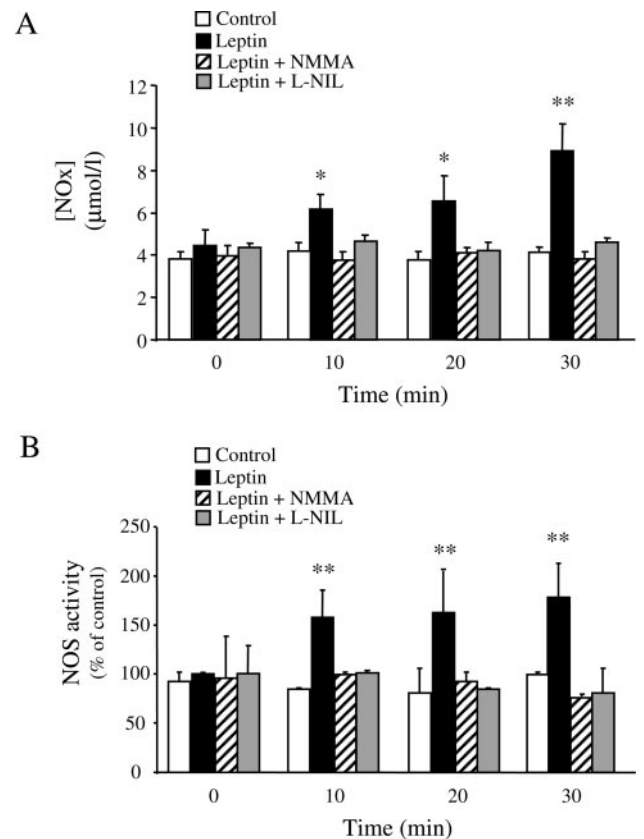 A
Control
Leptin
Leptin + NMMA
Leptin + L-NIL
12
10
8
6
4
2
0
[NOx]
(μmol/l)
*
*
**
0 10 20 30
Time (min)
B
Control
Leptin
Leptin + NMMA
Leptin + L-NIL
250
200
150
100
50
0
NOS activity
(% of control)
**
**
**
0 10 20 30
Time (min)